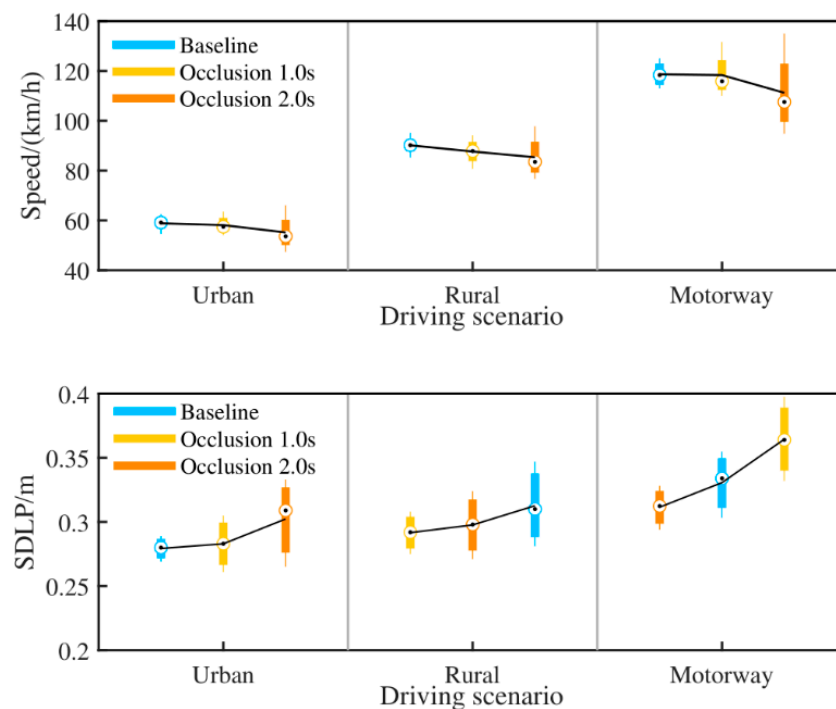 140
120
100
80
60
40
Speed/(km/h)
Baseline
Occlusion 1.0s
Occlusion 2.0s
Urban
Rural
Motorway
Driving scenario
0.4
0.35
0.3
0.25
0.2
SDLP/m
Baseline
Occlusion 1.0s
Occlusion 2.0s
Urban
Rural
Motorway
Driving scenario